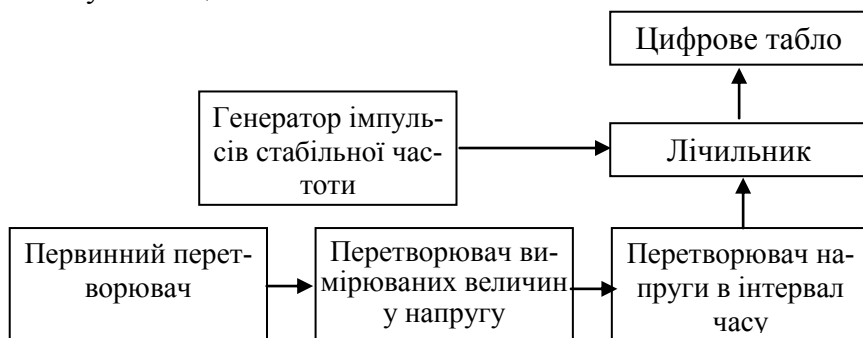 Цифрове табло
Генератор імпуль-
сів стабільної час-
тоти
Лічильник
Первинний перет-
ворювач
Перетворювач ви-
мірюваних величин
у напругу
Перетворювач на-
пруги в інтервал
часу